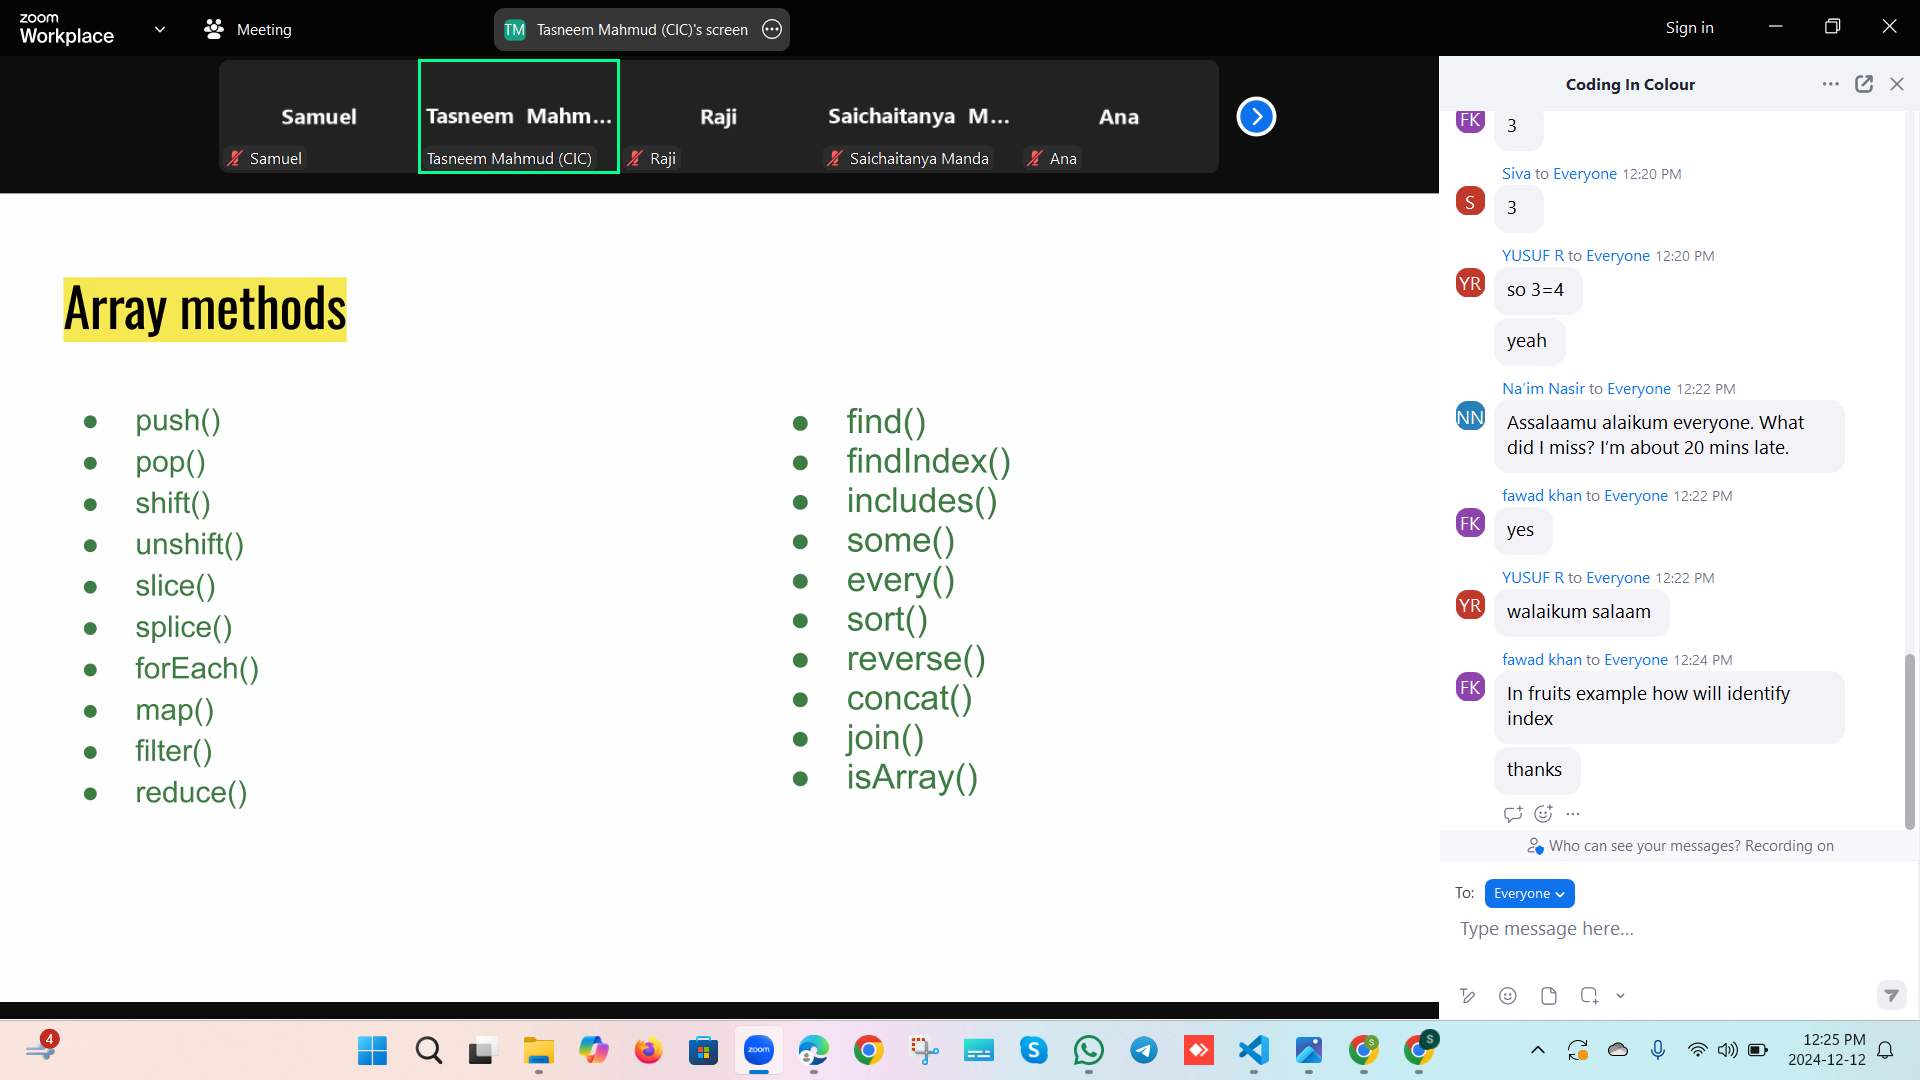 zoom
Workplace
Meeting
TM Tasneem Mahmud (CIC)'s screen
Sign in
Samuel
Tasneem Mahm...
Raji
Saichaitanya M...
Ana
Samuel
Tasneem Mahmud (CIC)
Raji
Saichaitanya Manda
Ana
Array methods
push()
pop()
shift()
unshift()
slice()
splice()
forEach()
map()
filter()
reduce()
find()
findIndex()
includes()
some()
every()
sort()
reverse()
concat()
join()
isArray()
Coding In Colour
FK
3
Siva to Everyone 12:20 PM
S
3
YUSUF R to Everyone 12:20 PM
YR
so 3=4
yeah
Na'im Nasir to Everyone 12:22 PM
NN
Assalaamu alaikum everyone. What
did I miss? I'm about 20 mins late.
fawad khan to Everyone 12:22 PM
FK
yes
YUSUF R to Everyone 12:22 PM
YR
walaikum salaam
fawad khan to Everyone 12:24 PM
FK
In fruits example how will identify
index
thanks
Who can see your messages? Recording on
To: Everyone
Type message here...
4
zoom
S
S
S
12:25 PM
2024-12-12